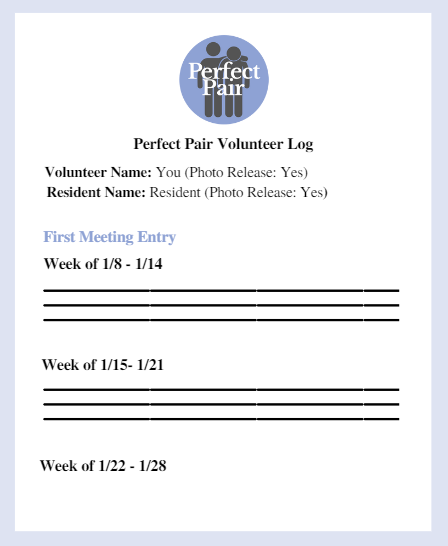 Perfect
Pair
Perfect Pair Volunteer Log
Volunteer Name: You (Photo Release: Yes)
Resident Name: Resident (Photo Release: Yes)
First Meeting Entry
Week of 1/8 - 1/14
Week of 1/15- 1/21
Week of 1/22 - 1/28